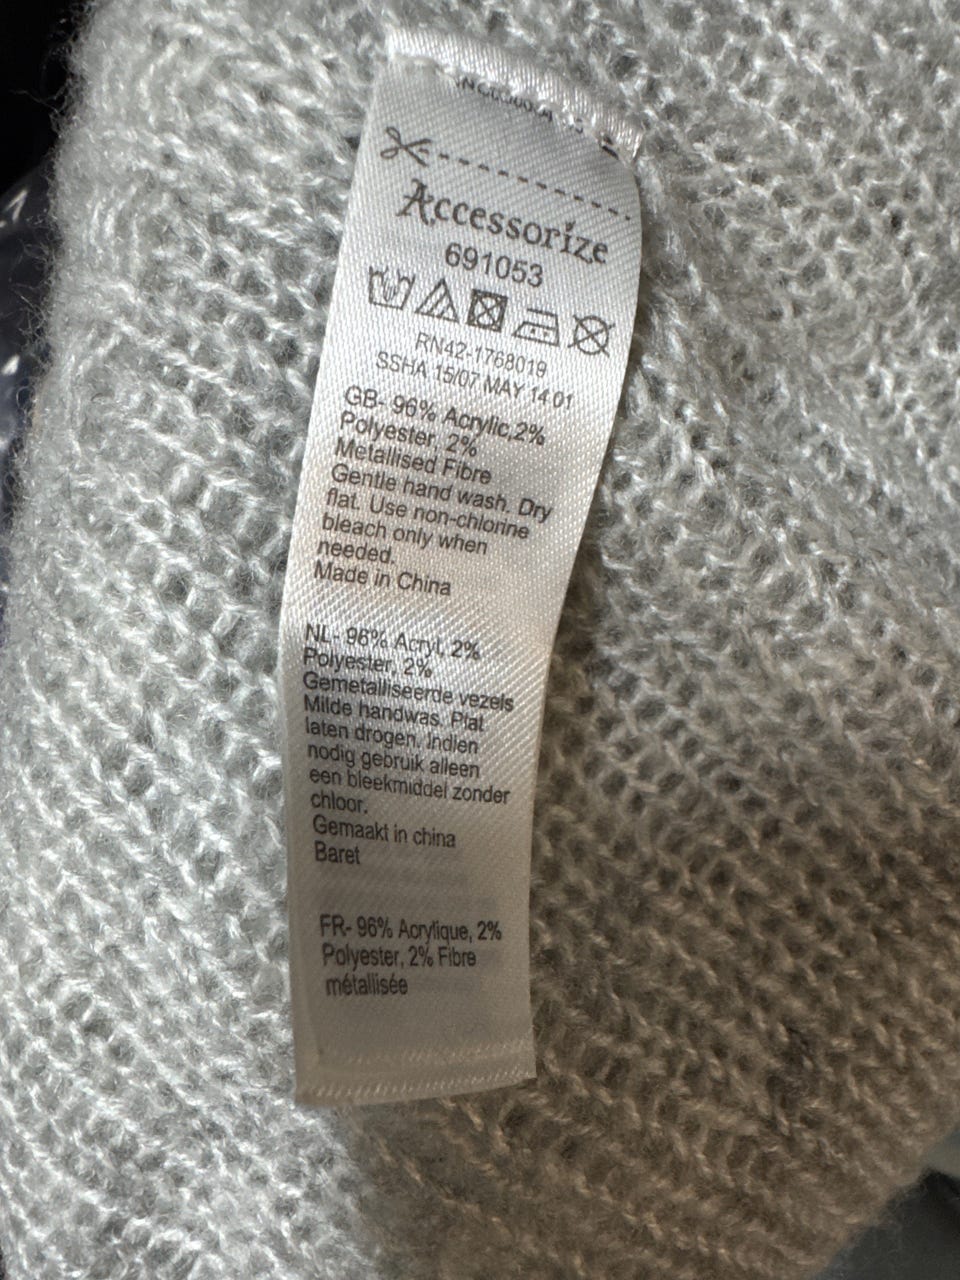 Accessorize
691053
RN42-1768019
SSHA 15/07 MAY 14 01
GB- 96% Acrylic,2%
Polyester, 2%
Metallised Fibre
Gentle hand wash. Dry
flat. Use non-chlorine
bleach only when
needed.
Made in China
NL- 96% Acryl, 2%
Polyester, 2%
Gemetalliseerde vezels
Milde handwas. Plat
laten drogen. Indien
nodig gebruik alleen
een bleekmiddel zonder
chloor.
Gemaakt in china
Baret
FR- 96% Acrylique, 2%
Polyester, 2% Fibre
métallisée